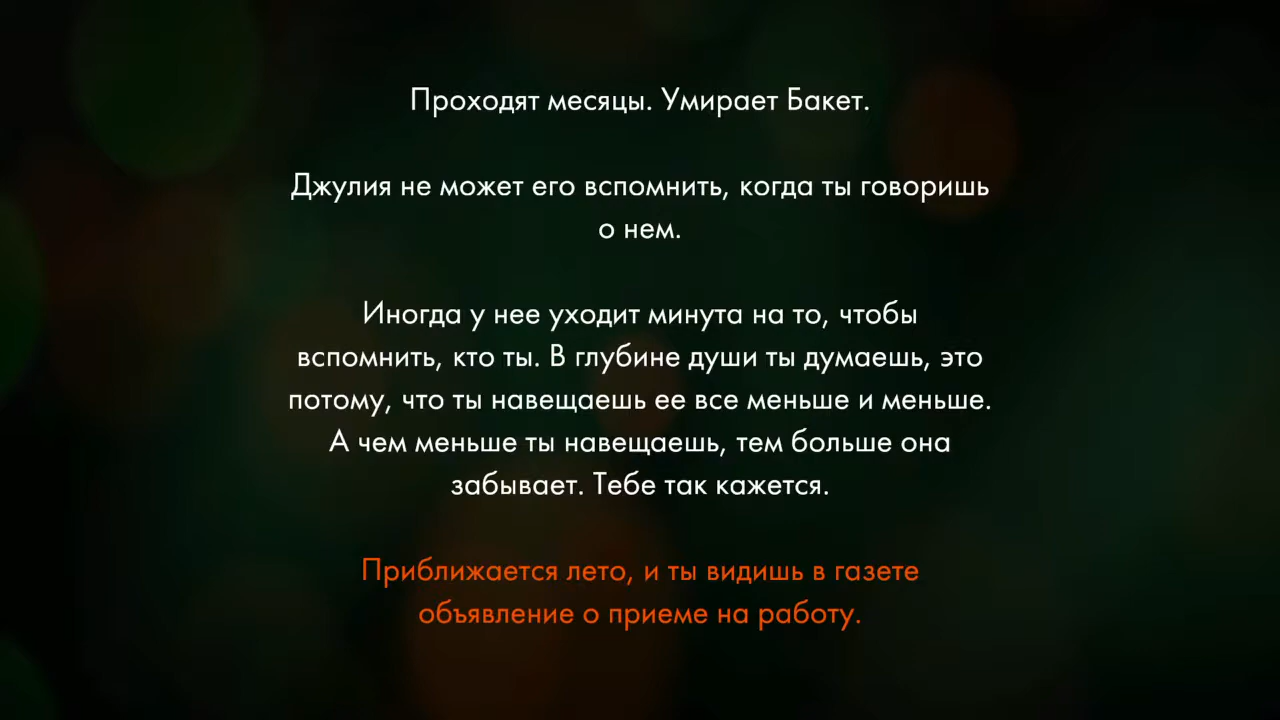 Проходят месяцы. Умирает Бакет.
Джулия не может его вспомнить, когда ты говоришь
о нем.
Иногда у нее уходит минута на то, чтобы
вспомнить, кто ты. В глубине души ты думаешь, это
потому, что ты навещаешь ее все меньше и меньше.
А чем меньше ты навещаешь, тем больше она
забывает. Тебе так кажется.
Приближается лето, и ты видишь в газете
объявление о приеме на работу.